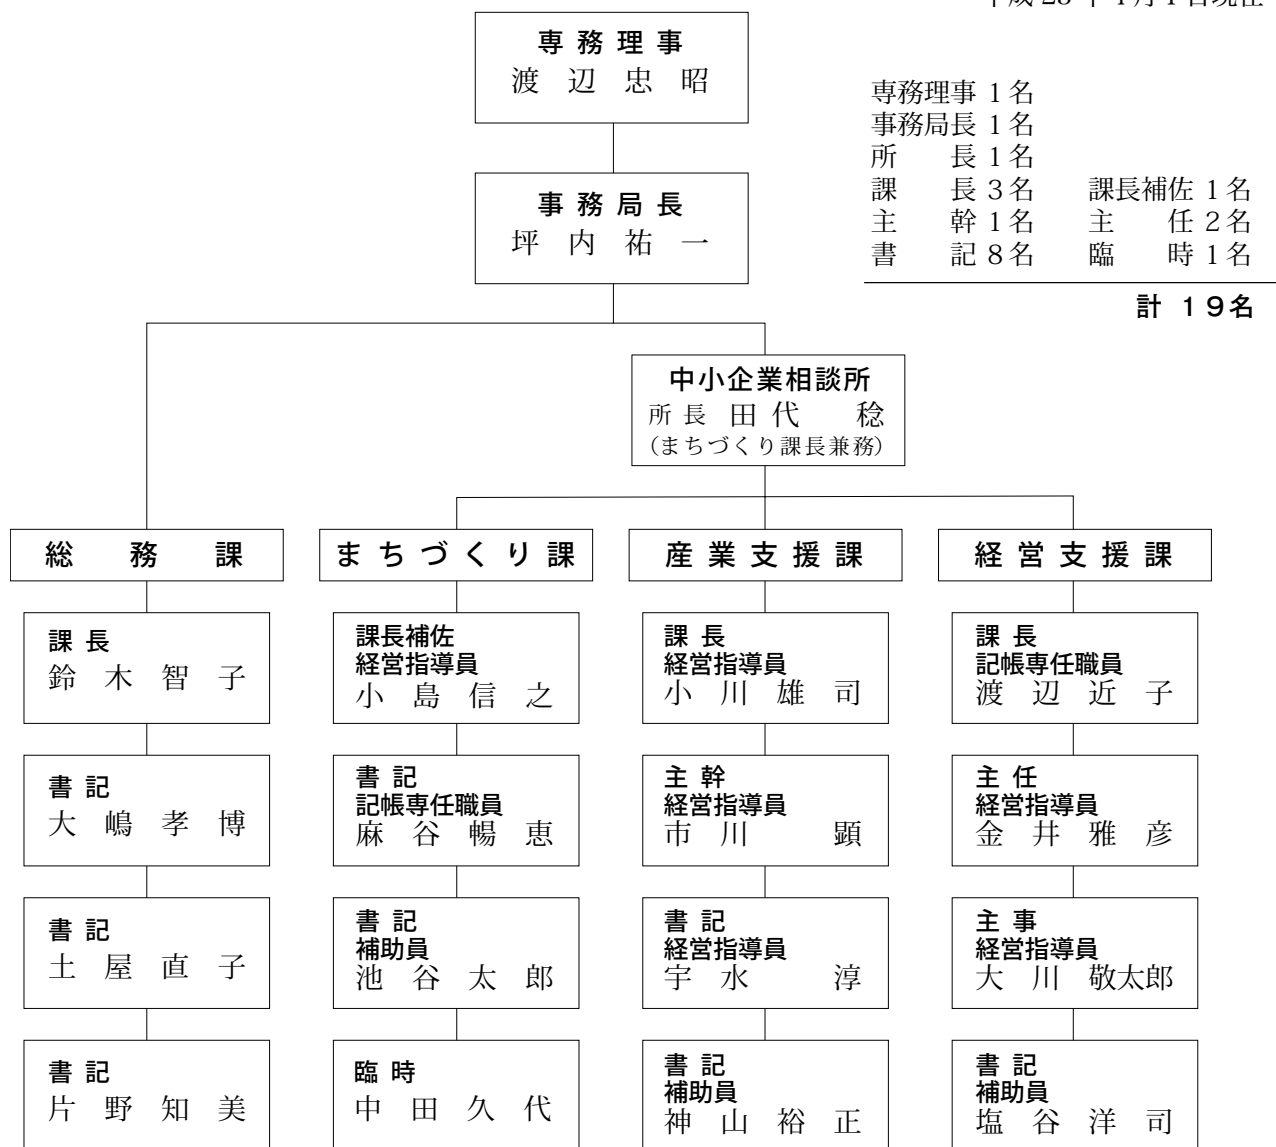 専務理事
渡辺忠昭
専務理事 1名
事務局長 1名
所　　長 1名
課　　長 3名　課長補佐 1名
主　　幹 1名　主　　任 2名
書　　記 8名　臨　　時 1名
計 19名
事務局長
坪内祐一
中小企業相談所
所長 田代　稔
(まちづくり課長兼務)
総務課
課長
鈴木智子
書記
大嶋孝博
書記
土屋直子
書記
片野知美
まちづくり課
課長補佐
経営指導員
小島信之
書記
記帳専任職員
麻谷暢恵
書記
補助員
池谷太郎
臨時
中田久代
産業支援課
課長
経営指導員
小川雄司
主幹
経営指導員
市川　顕
書記
経営指導員
宇水　淳
書記
補助員
神山裕正
経営支援課
課長
記帳専任職員
渡辺近子
主任
経営指導員
金井雅彦
主事
経営指導員
大川敬太郎
書記
補助員
塩谷洋司